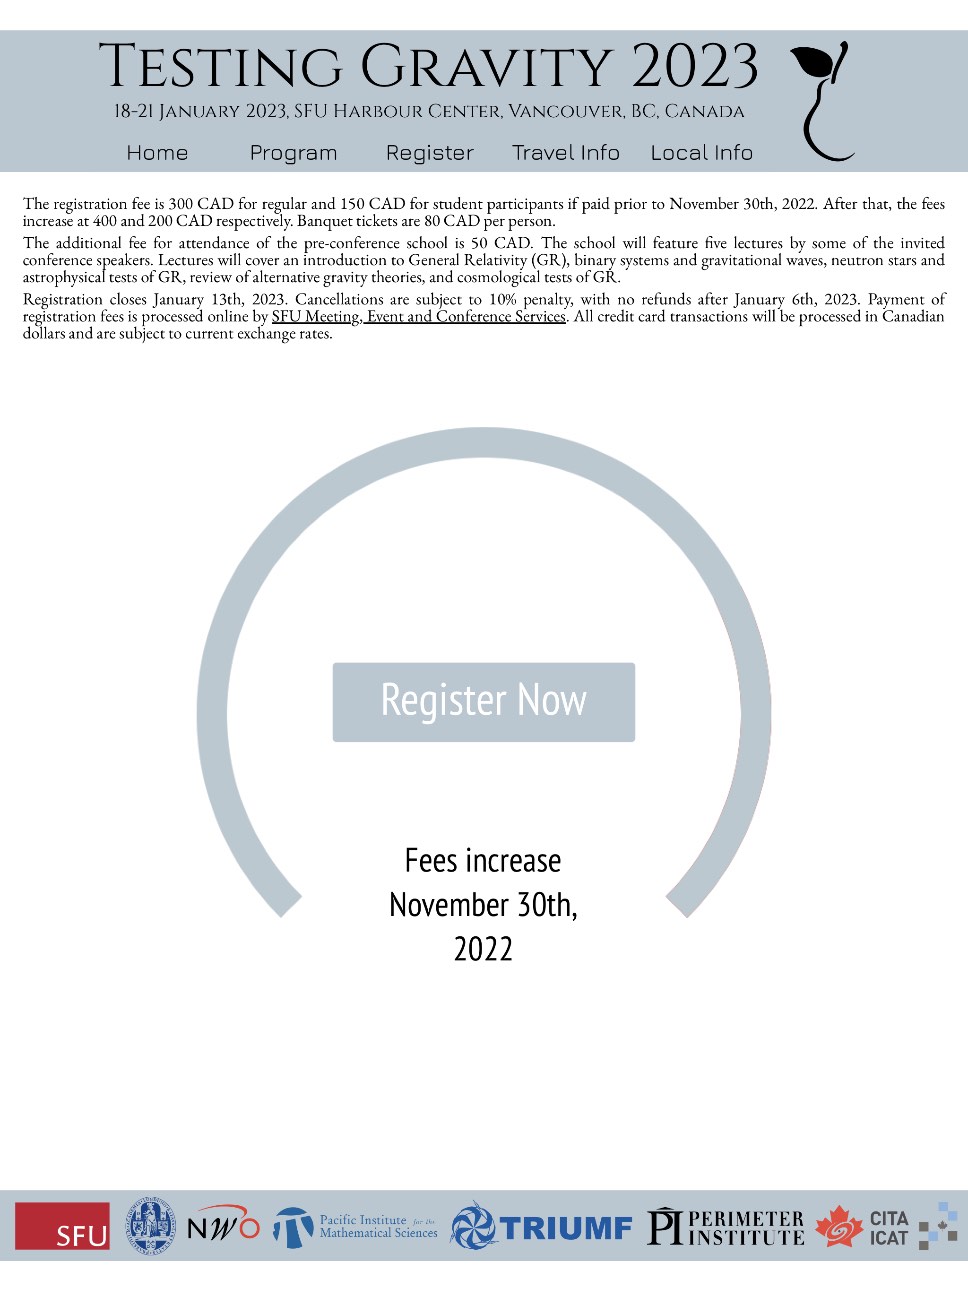 Testing Gravity 2023
18-21 January 2023, SFU Harbour Center, Vancouver, BC, Canada
Home Program Register Travel Info Local Info
The registration fee is 300 CAD for regular and 150 CAD for student participants if paid prior to November 30th, 2022. After that, the fees
increase at 400 and 200 CAD respectively. Banquet tickets are 80 CAD per person.
The additional fee for attendance of the pre-conference school is 50 CAD. The school will feature five lectures by some of the invited
conference speakers. Lectures will cover an introduction to General Relativity (GR), binary systems and gravitational waves, neutron stars and
astrophysical tests of GR, review of alternative gravity theories, and cosmological tests of GR.
Registration closes January 13th, 2023. Cancellations are subject to 10% penalty, with no refunds after January 6th, 2023. Payment of
registration fees is processed online by SFU Meeting, Event and Conference Services. All credit card transactions will be processed in Canadian
dollars and are subject to current exchange rates.
Register Now
Fees increase
November 30th,
2022
SFU
NWO
Pacific Institute for the
Mathematical Sciences
TRIUMF
PI PERIMETER
INSTITUTE
CITA
ICAT